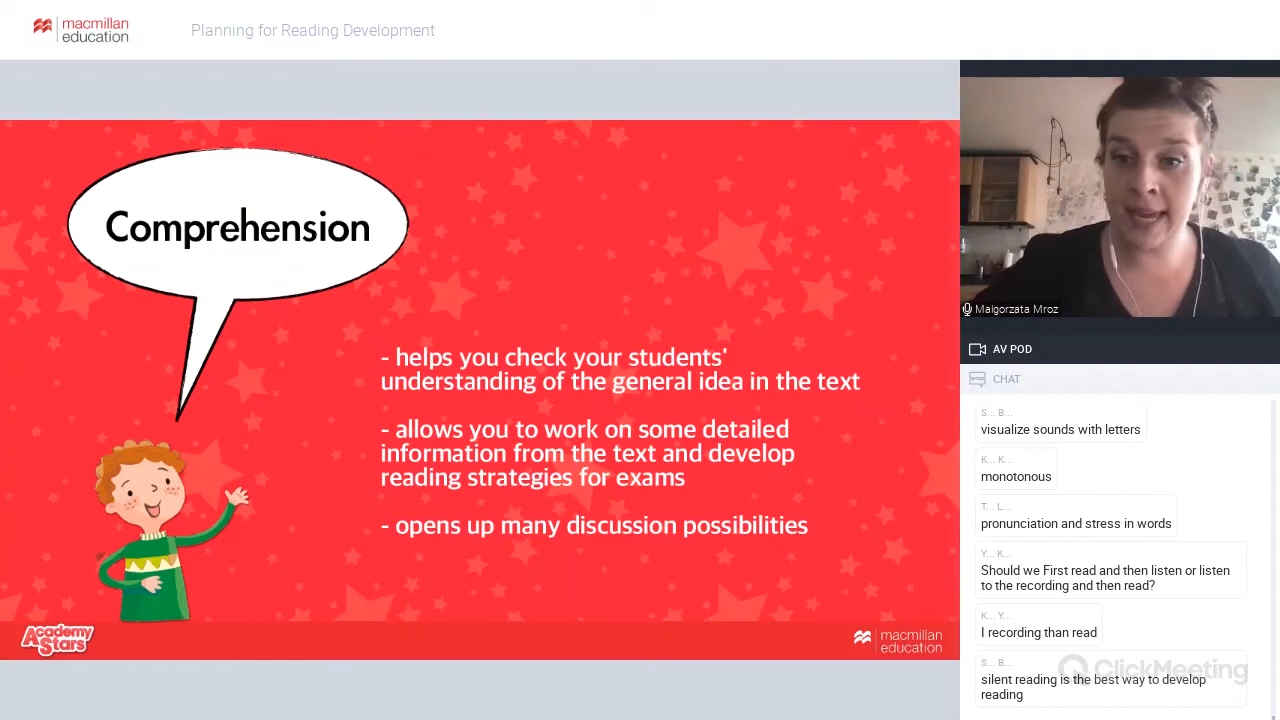 macmillan
education
Planning for Reading Development
Comprehension
- helps you check your students'
understanding of the general idea in the text
- allows you to work on some detailed
information from the text and develop
reading strategies for exams
- opens up many discussion possibilities
Academy
Stars
macmillan
education
Malgorzata Mroz
AV POD
CHAT
S... B...
visualize sounds with letters
K... K...
monotonous
T... L...
pronunciation and stress in words
Y... K...
Should we First read and then listen or listen
to the recording and then read?
K... Y...
I recording than read
S... B...
silent reading is the best way to develop
reading
ClickMeeting